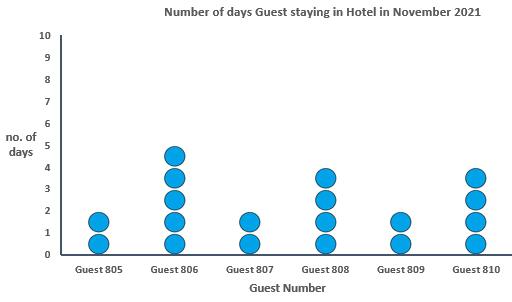 Number of days Guest staying in Hotel in November 2021
10
9
8
7
6
no. of days
5
4
3
2
1
0
Guest 805 Guest 806 Guest 807 Guest 808 Guest 809 Guest 810
Guest Number